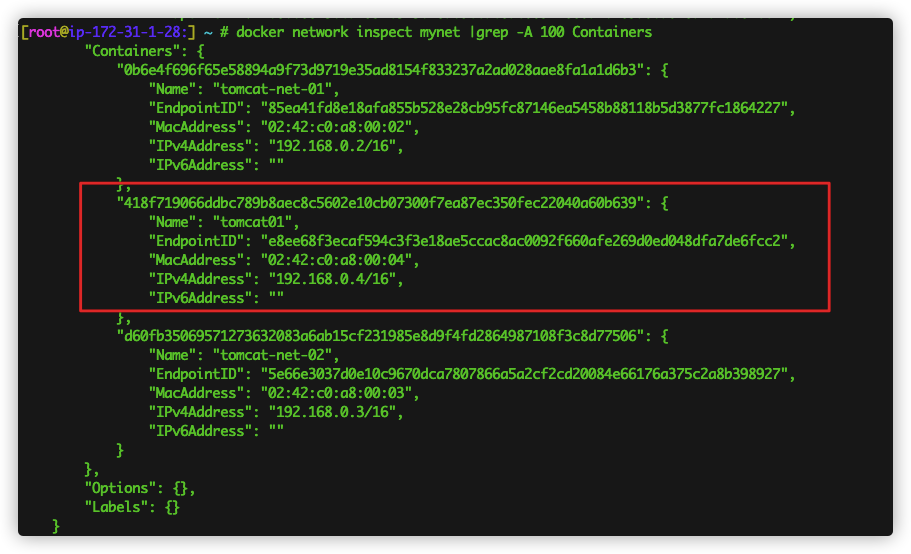 [root@ip-172-31-1-28:] ~ # docker network inspect mynet |grep -A 100 Containers
"Containers": {
"0b6e4f696f65e58894a9f73d9719e35ad8154f833237a2ad028aae8fa1a1d6b3": {
"Name": "tomcat-net-01",
"EndpointID": "85ea41fd8e18afa855b528e28cb95fc87146ea5458b88118b5d3877fc1864227",
"MacAddress": "02:42:c0:a8:00:02",
"IPv4Address": "192.168.0.2/16",
"IPv6Address": ""
},
"418f719066ddbc789b8aec8c5602e10cb07300f7ea87ec350fec22040a60b639": {
"Name": "tomcat01",
"EndpointID": "e8ee68f3ecaf594c3f3e18ae5ccac8ac0092f660afe269d0ed048dfa7de6fcc2",
"MacAddress": "02:42:c0:a8:00:04",
"IPv4Address": "192.168.0.4/16",
"IPv6Address": ""
},
"d60fb35069571273632083a6ab15cf231985e8d9f4fd2864987108f3c8d77506": {
"Name": "tomcat-net-02",
"EndpointID": "5e66e3037d0e10c9670dca7807866a5a2cf2cd20084e66176a375c2a8b398927",
"MacAddress": "02:42:c0:a8:00:03",
"IPv4Address": "192.168.0.3/16",
"IPv6Address": ""
}
},
"Options": {},
"Labels": {}
}